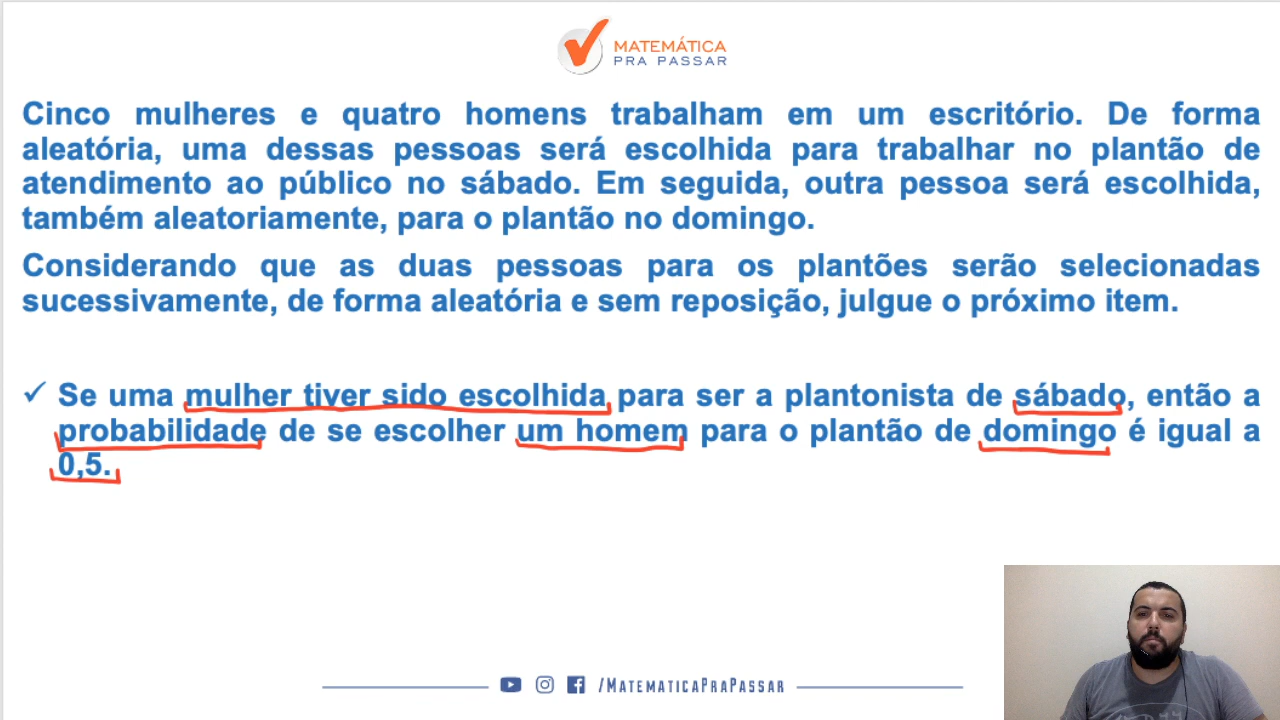 MATEMÁTICA
PRA PASSAR
Cinco mulheres e quatro homens trabalham em um escritório. De forma
aleatória, uma dessas pessoas será escolhida para trabalhar no plantão de
atendimento ao público no sábado. Em seguida, outra pessoa será escolhida,
também aleatoriamente, para o plantão no domingo.
Considerando que as duas pessoas para os plantões serão selecionadas
sucessivamente, de forma aleatória e sem reposição, julgue o próximo item.
✓ Se uma mulher tiver sido escolhida para ser a plantonista de sábado, então a
probabilidade de se escolher um homem para o plantão de domingo é igual a
0,5.
/MATEMATICAPRAPASSAR